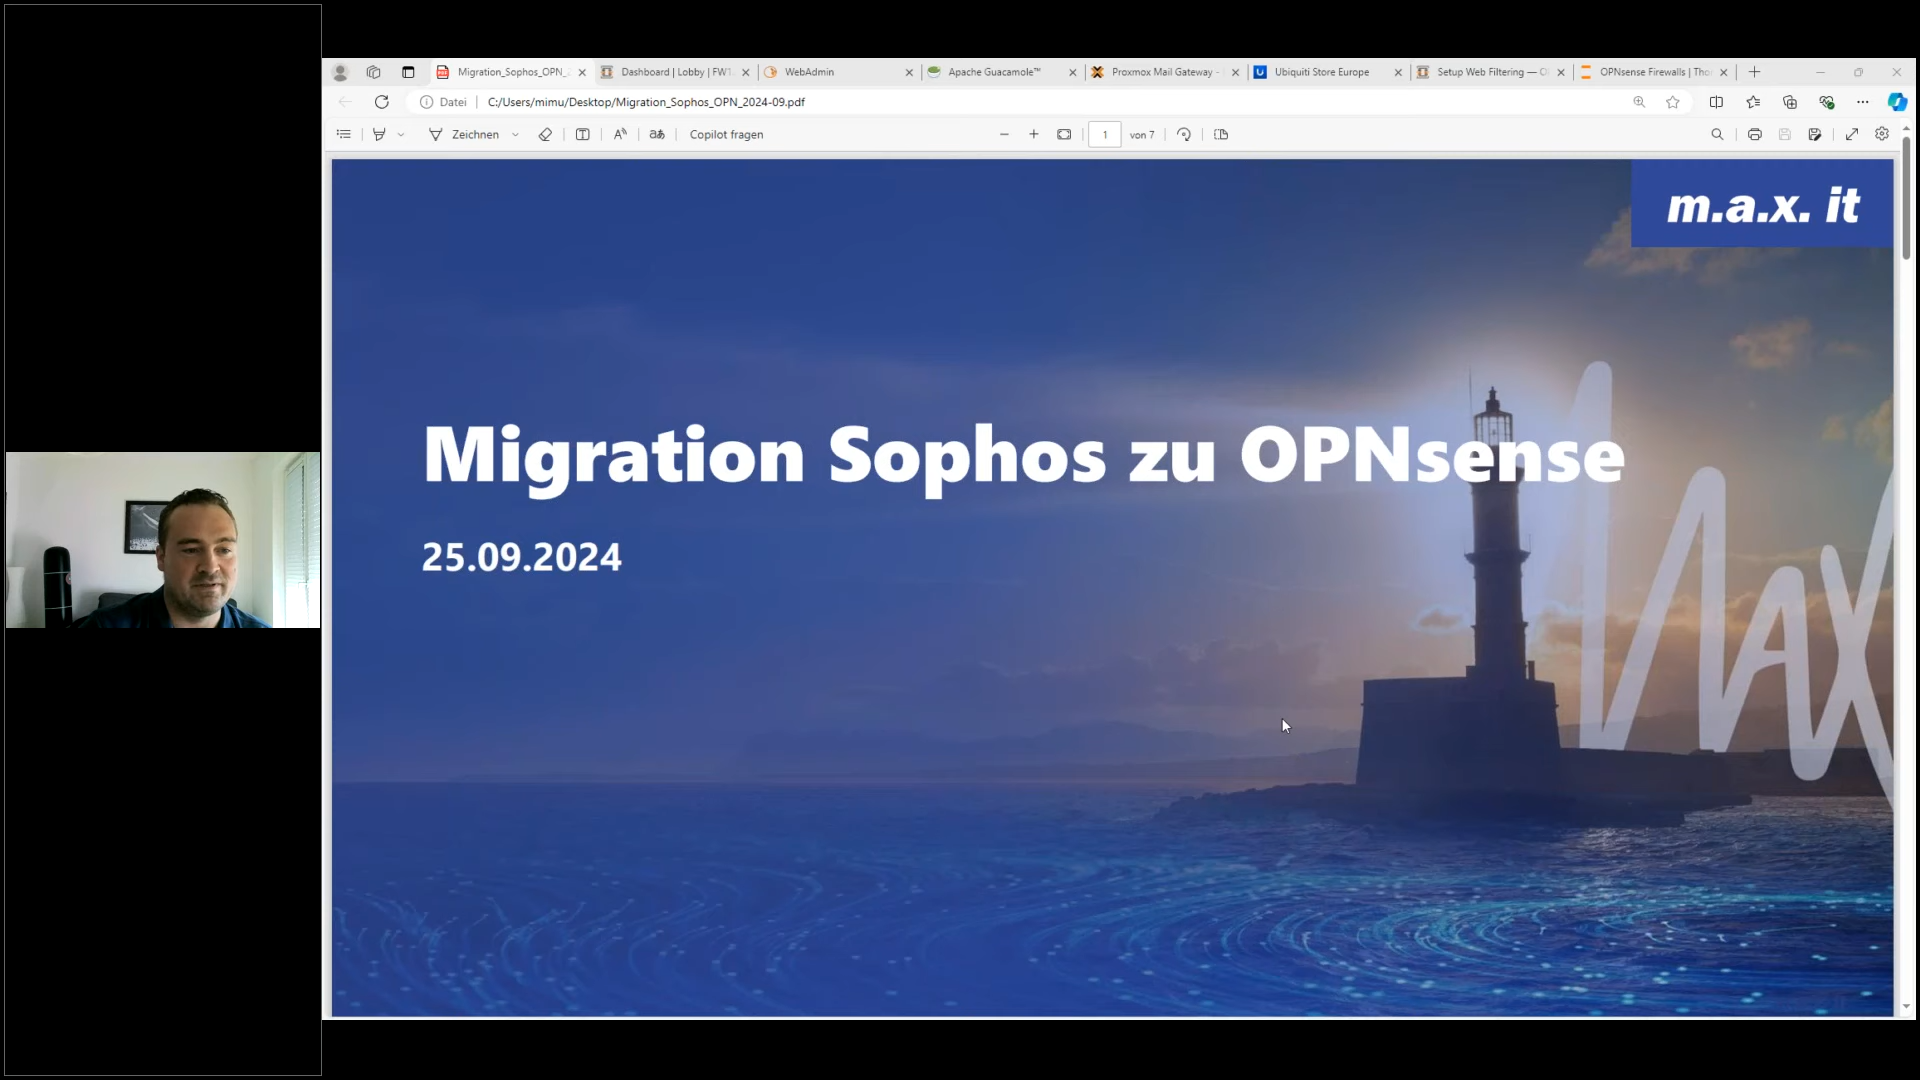 Migration_Sophos_OPN_
Dashboard | Lobby | FW1
WebAdmin
Apache Guacamole™
Proxmox Mail Gateway -
Ubiquiti Store Europe
Setup Web Filtering —
OPNsense Firewalls |
Datei
C:/Users/mimu/Desktop/Migration_Sophos_OPN_2024-09.pdf
Zeichnen
Copilot fragen
1
von 7
m.a.x. it
Migration Sophos zu OPNsense
25.09.2024
MAX